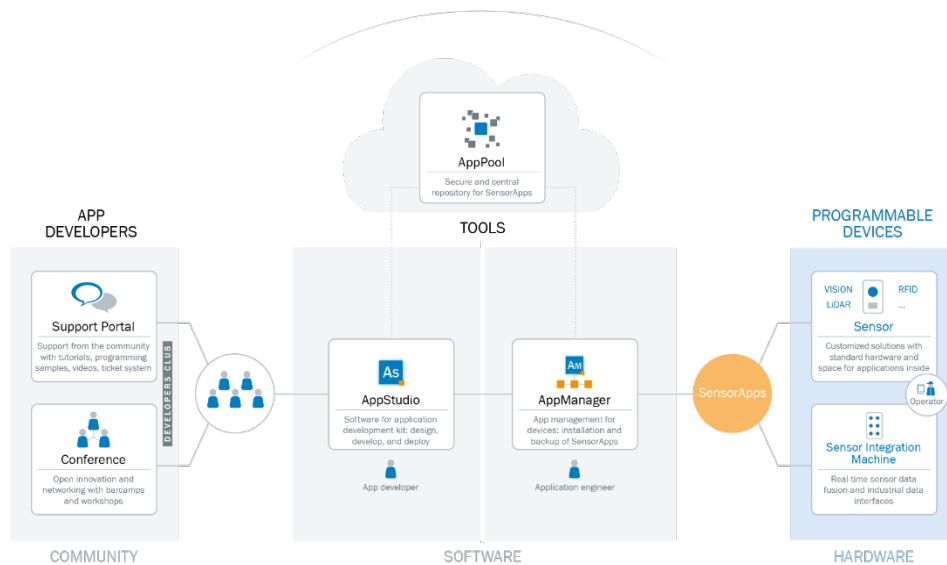 AppPool
Secure and central
repository for SensorApps
APP
DEVELOPERS
TOOLS
PROGRAMMABLE
DEVICES
Support Portal
Support from the community
with tutorials, programming
samples, videos, ticket system
Conference
Open innovation and
networking with barcamps
and workshops
DEVELOPERS CLUB
As
AppStudio
Software for application
development kit: design,
develop, and deploy
App developer
AM
AppManager
App management for
devices: installation and
backup of SensorApps
Application engineer
SensorApps
VISION
RFID
LiDAR
...
Sensor
Customized solutions with
standard hardware and
space for applications inside
Operator
Sensor Integration
Machine
Real-time sensor data
fusion and industrial data
interfaces
COMMUNITY
SOFTWARE
HARDWARE